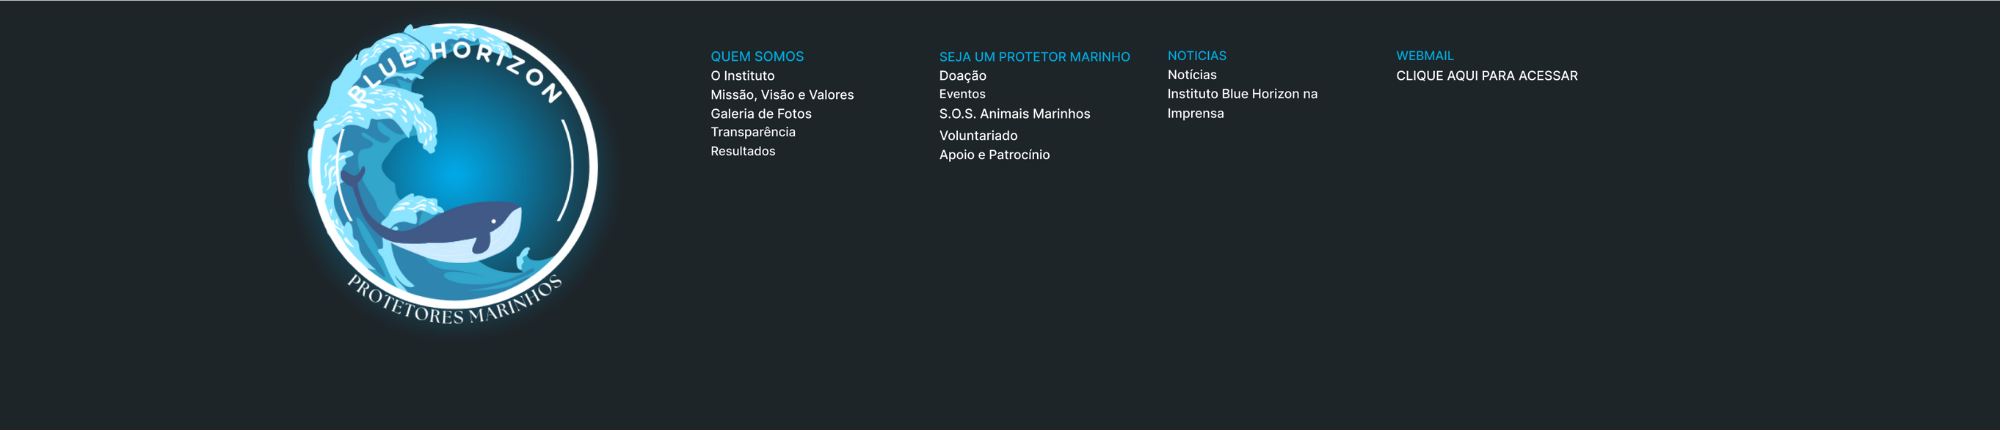 BLUE HORIZON
PROTETORES MARINHOS
QUEM SOMOS
O Instituto
Missão, Visão e Valores
Galeria de Fotos
Transparência
Resultados
SEJA UM PROTETOR MARINHO
Doação
Eventos
S.O.S. Animais Marinhos
Voluntariado
Apoio e Patrocínio
NOTICIAS
Notícias
Instituto Blue Horizon na
Imprensa
WEBMAIL
CLIQUE AQUI PARA ACESSAR